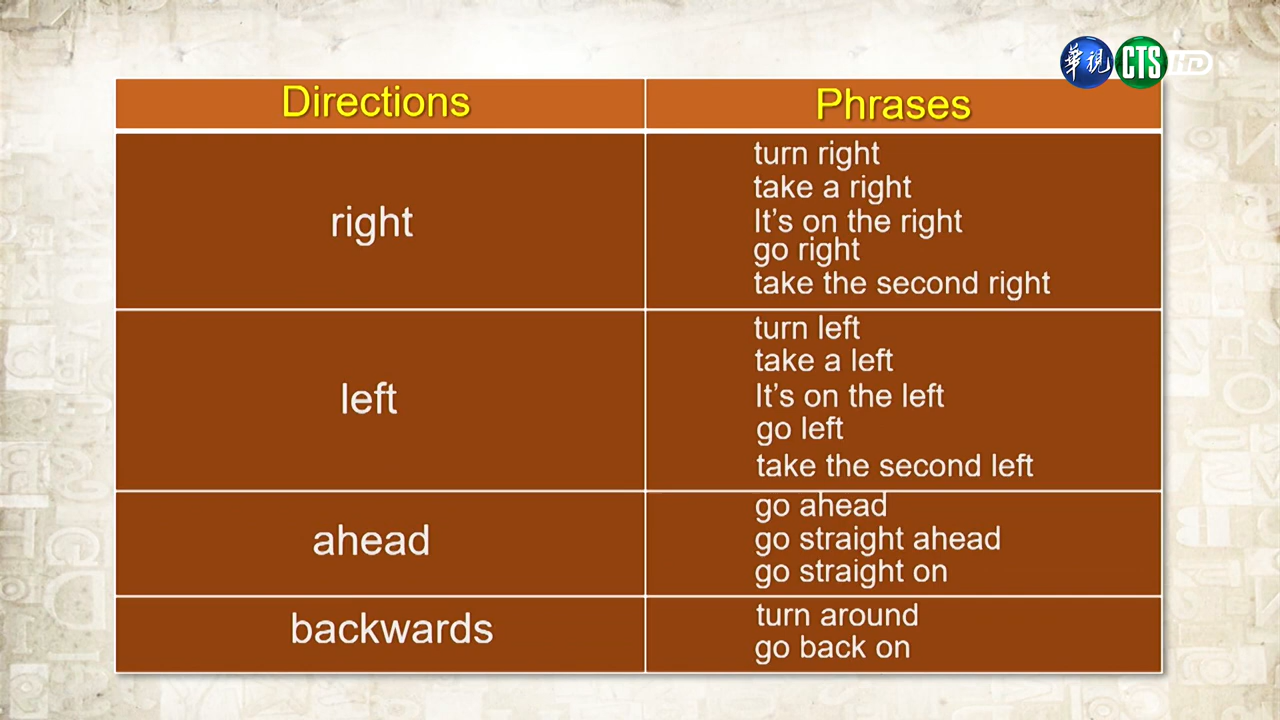 華視 CTS HD
Directions
Phrases
right
turn right
take a right
It's on the right
go right
take the second right
left
turn left
take a left
It's on the left
go left
take the second left
ahead
go ahead
go straight ahead
go straight on
backwards
turn around
go back on